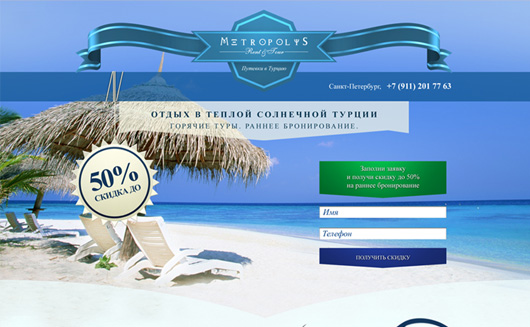 METROPOLYS
Rent & Tour
Путевки в Турцию
Санкт-Петербург, +7 (911) 201 77 63
ОТДЫХ В ТЕПЛОЙ СОЛНЕЧНОЙ ТУРЦИИ
ГОРЯЧИЕ ТУРЫ, РАННЕЕ БРОНИРОВАНИЕ.
50%
СКИДКА ДО
Заполни заявку
и получи скидку до 50%
на раннее бронирование
Имя
Телефон
ПОЛУЧИТЬ СКИДКУ